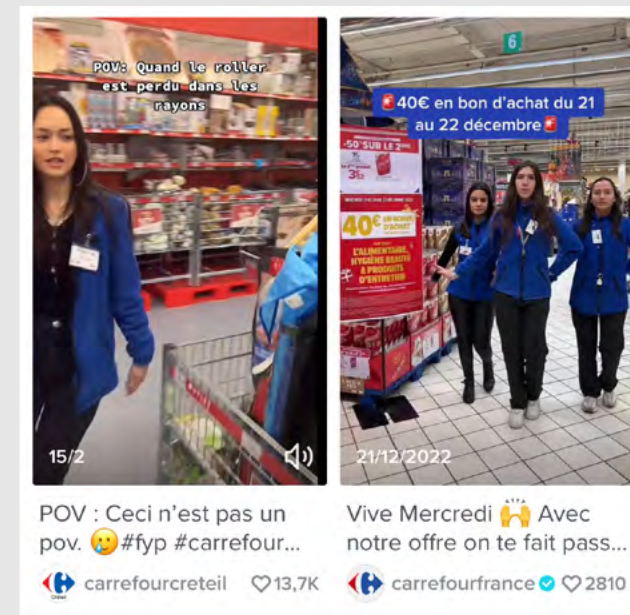 POV: Quand le roller
est perdu dans les
rayons
15/2
POV : Ceci n'est pas un
pov. 🥲 #fyp #carrefour...
carrefourcreteil ♡ 13,7K
6
🚨40€ en bon d'achat du 21
au 22 décembre🚨
-50% SUR LE 2ème
40€
L'ALIMENTAIRE,
HYGIÈNE BEAUTÉ
& PRODUITS
D'ENTRETIEN
21/12/2022
Vive Mercredi 🙌 Avec
notre offre on te fait pass...
carrefourfrance ♡ 2810